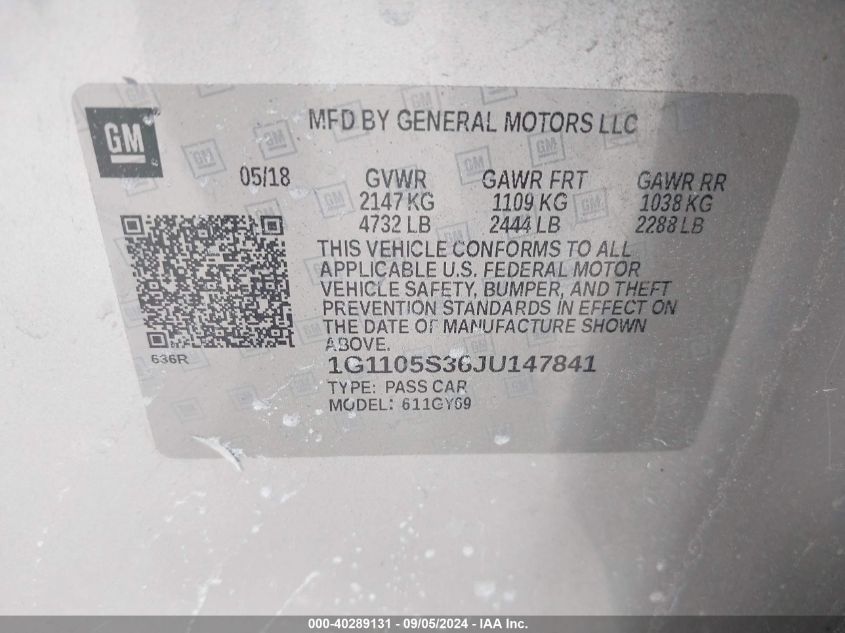 GM
MFD BY GENERAL MOTORS LLC
05/18 GVWR GAWR FRT GAWR RR
2147 KG 1109 KG 1038 KG
4732 LB 2444 LB 2288 LB
THIS VEHICLE CONFORMS TO ALL
APPLICABLE U.S. FEDERAL MOTOR
VEHICLE SAFETY, BUMPER, AND THEFT
PREVENTION STANDARDS IN EFFECT ON
THE DATE OF MANUFACTURE SHOWN
ABOVE.
636R
1G1105S36JU147841
TYPE: PASS CAR
MODEL: 611GY69
000-40289131 - 09/05/2024 - IAA Inc.